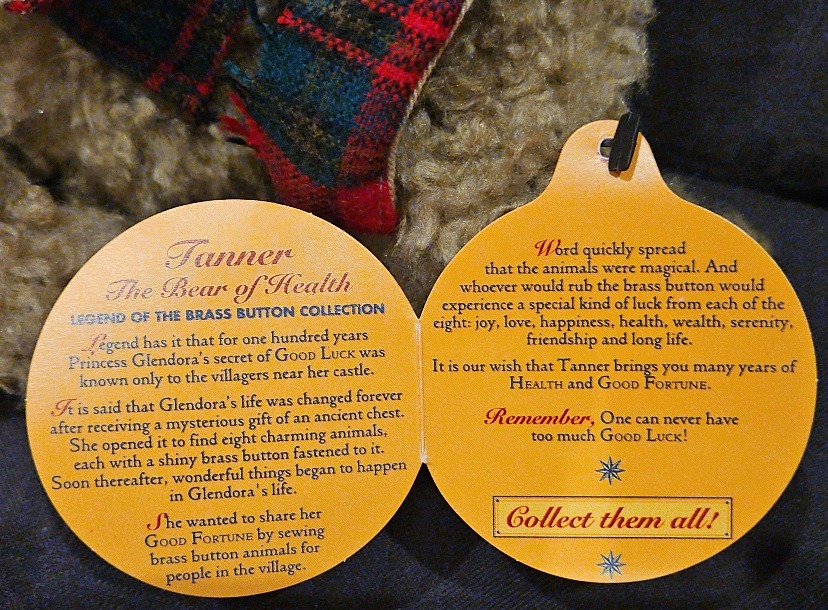 Tanner
The Bear of Health
LEGEND OF THE BRASS BUTTON COLLECTION
Legend has it that for one hundred years
Princess Glendora's secret of GOOD LUCK was
known only to the villagers near her castle.
It is said that Glendora's life was changed forever
after receiving a mysterious gift of an ancient chest.
She opened it to find eight charming animals,
each with a shiny brass button fastened to it.
Soon thereafter, wonderful things began to happen
in Glendora's life.
She wanted to share her
GOOD FORTUNE by sewing
brass button animals for
people in the village.
Word quickly spread
that the animals were magical. And
whoever would rub the brass button would
experience a special kind of luck from each of the
eight: joy, love, happiness, health, wealth, serenity,
friendship and long life.
It is our wish that Tanner brings you many years of
HEALTH and GOOD FORTUNE.
Remember, One can never have
too much GOOD LUCK!
Collect them all!